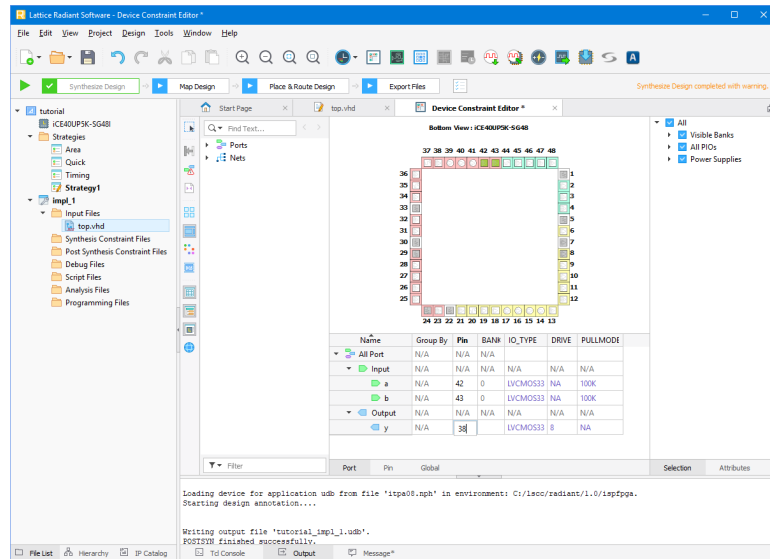 Lattice Radiant Software - Device Constraint Editor *
File Edit View Project Design Tools Window Help
Synthesize Design Map Design Place & Route Design Export Files Synthesize Design completed with warning.
Start Page top.vhd Device Constraint Editor *
tutorial
iCE40UP5K-SG48I
Strategies
Area
Quick
Timing
Strategy1
impl_1
Input Files
top.vhd
Synthesis Constraint Files
Post Synthesis Constraint Files
Debug Files
Script Files
Analysis Files
Programming Files
Find Text...
Ports
Nets
Filter
Bottom View : iCE40UP5K-SG48
37 38 39 40 41 42 43 44 45 46 47 48
36 1
35 2
34 3
33 4
32 5
31 6
30 7
29 8
28 9
27 10
26 11
25 12
24 23 22 21 20 19 18 17 16 15 14 13
All
Visible Banks
All PIOs
Power Supplies
Name Group By Pin BANK IO_TYPE DRIVE PULLMODE
All Port N/A N/A N/A
Input N/A N/A N/A N/A N/A N/A
a N/A 42 0 LVCMOS33 NA 100K
b N/A 43 0 LVCMOS33 NA 100K
Output N/A N/A N/A N/A N/A N/A
y N/A 38 LVCMOS33 8 NA
Port Pin Global
Selection Attributes
Loading device for application udb from file 'itpa08.nph' in environment: C:/lscc/radiant/1.0/ispfpga.
Starting design annotation....
Writing output file 'tutorial_impl_1.udb'.
POSTSYN finished successfully.
File List Hierarchy IP Catalog Tcl Console Output Message*